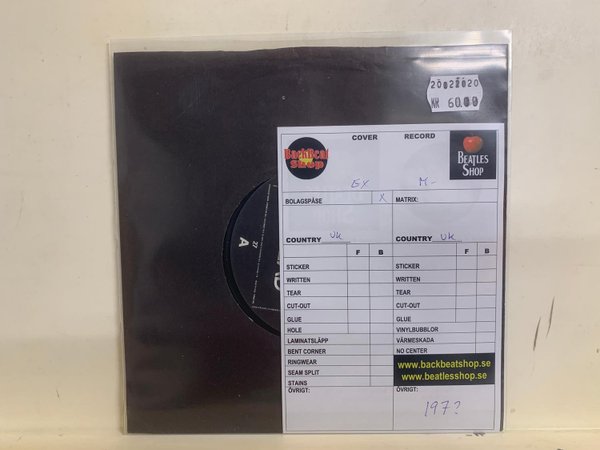 20022020
KR 60.00
COVER RECORD
BackBeat Shop
BEATLES SHOP
EX M-
BOLAGSPÅSE X MATRIX:
COUNTRY UK COUNTRY UK
F B F B
STICKER STICKER
WRITTEN WRITTEN
TEAR TEAR
CUT-OUT CUT-OUT
GLUE GLUE
HOLE VINYLBUBBLOR
LAMINATSLÄPP VÄRMESKADA
BENT CORNER NO CENTER
RINGWEAR
SEAM SPLIT
STAINS
www.backbeatshop.se
www.beatlesshop.se
ÖVRIGT: ÖVRIGT:
197?
27
A